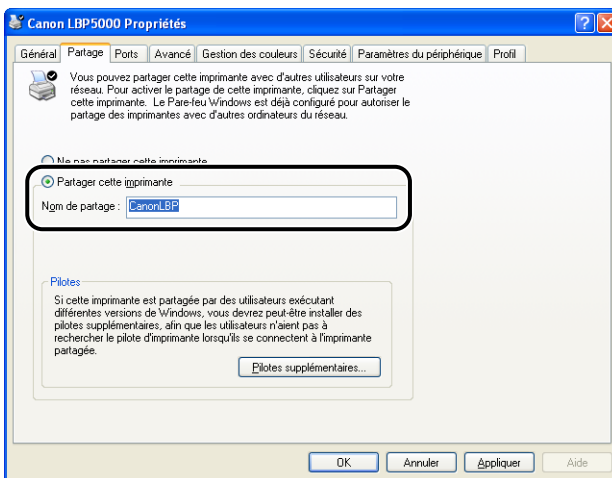 Canon LBP5000 Propriétés
Général Partage Ports Avancé Gestion des couleurs Sécurité Paramètres du périphérique Profil
Vous pouvez partager cette imprimante avec d'autres utilisateurs sur votre
réseau. Pour activer le partage de cette imprimante, cliquez sur Partager
cette imprimante. Le Pare-feu Windows est déjà configuré pour autoriser le
partage des imprimantes avec d'autres ordinateurs du réseau.
Ne pas partager cette imprimante
Partager cette imprimante
Nom de partage : CanonLBP
Pilotes
Si cette imprimante est partagée par des utilisateurs exécutant
différentes versions de Windows, vous devrez peut-être installer des
pilotes supplémentaires, afin que les utilisateurs n'aient pas à
rechercher le pilote d'imprimante lorsqu'ils se connectent à l'imprimante
partagée.
Pilotes supplémentaires...
OK Annuler Appliquer Aide